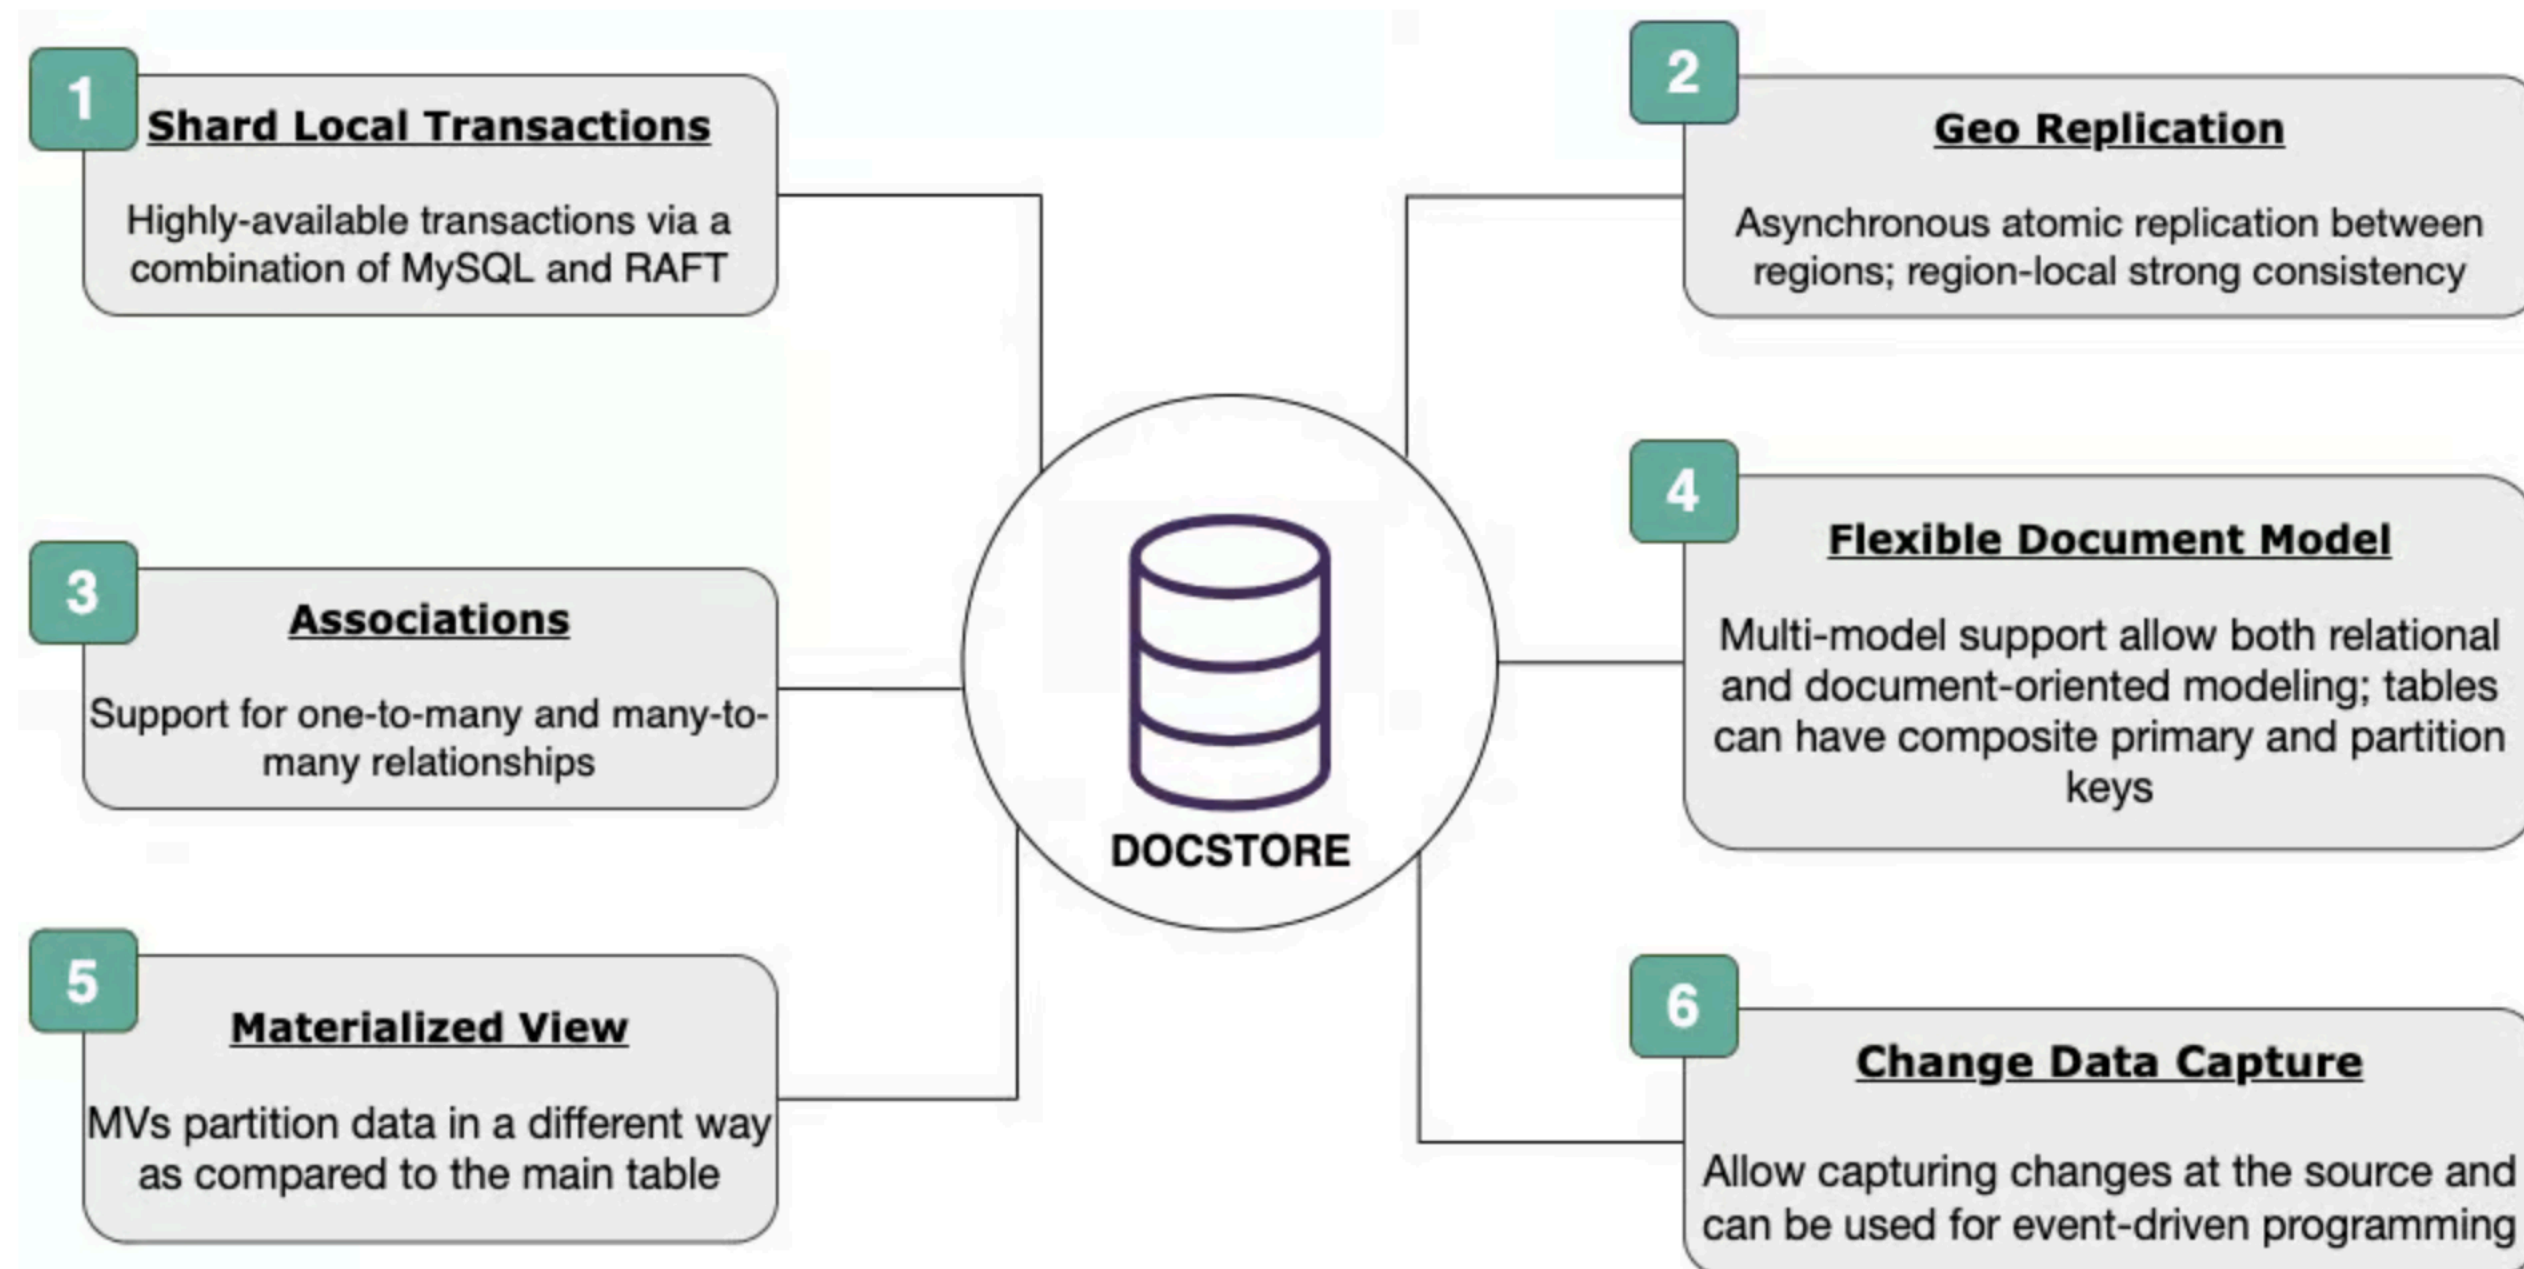 1
Shard Local Transactions
Highly-available transactions via a
combination of MySQL and RAFT
2
Geo Replication
Asynchronous atomic replication between
regions; region-local strong consistency
3
Associations
Support for one-to-many and many-to-
many relationships
4
Flexible Document Model
Multi-model support allow both relational
and document-oriented modeling; tables
can have composite primary and partition
keys
DOCSTORE
5
Materialized View
MVs partition data in a different way
as compared to the main table
6
Change Data Capture
Allow capturing changes at the source and
can be used for event-driven programming